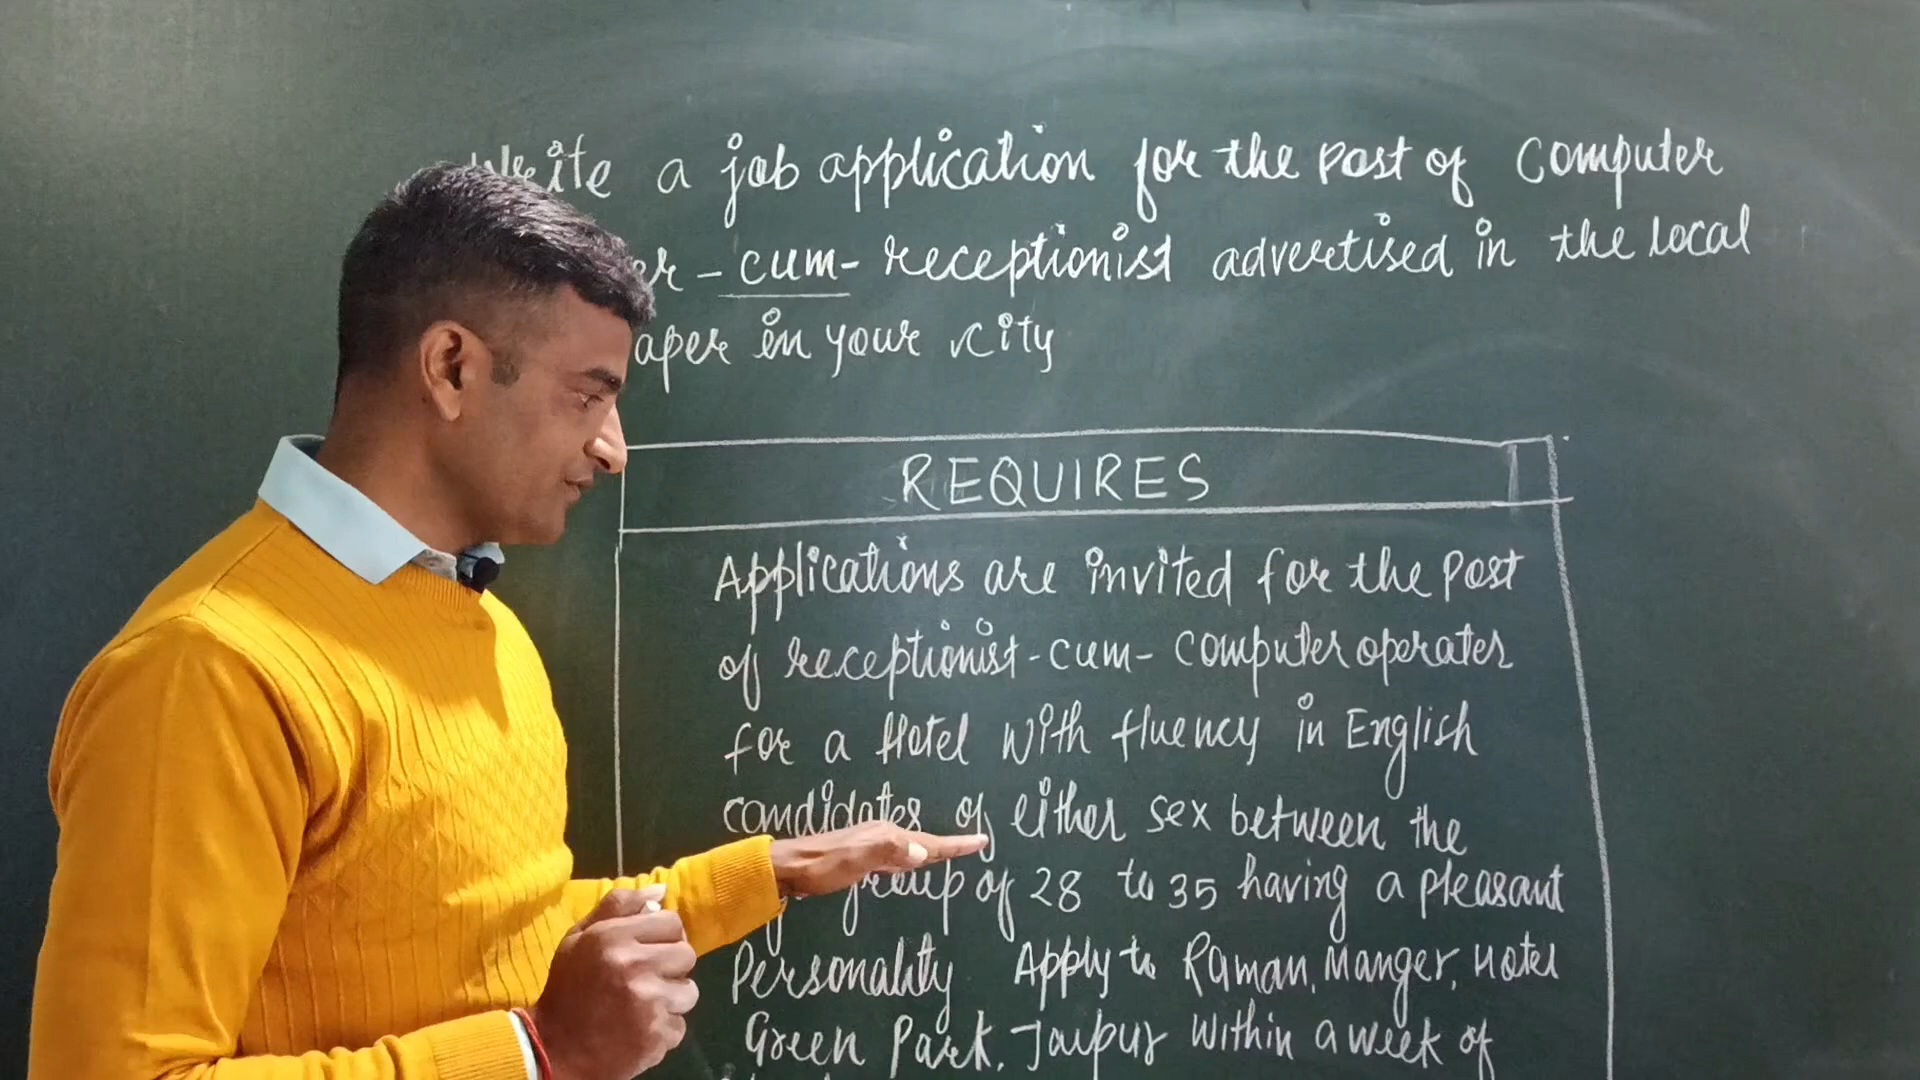 Write a job application for the post of Computer
er - cum - receptionist advertised in the local
aper in your city
REQUIRES
Applications are invited for the post
of receptionist - cum - computer operater
for a Hotel with fluency in English
candidates of either sex between the
group of 28 to 35 having a pleasant
Personality Apply to Raman, Manger, Hotel
Green Park, Jaipur within a week of